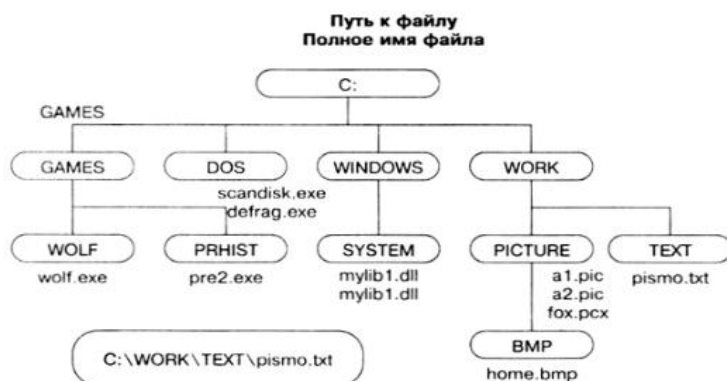 Путь к файлу
Полное имя файла
C:
GAMES
GAMES DOS WINDOWS WORK
scandisk.exe
defrag.exe
WOLF PRHIST SYSTEM PICTURE TEXT
wolf.exe pre2.exe mylib1.dll a1.pic pismo.txt
mylib1.dll a2.pic
fox.pcx
C:\WORK\TEXT\pismo.txt
BMP
home.bmp